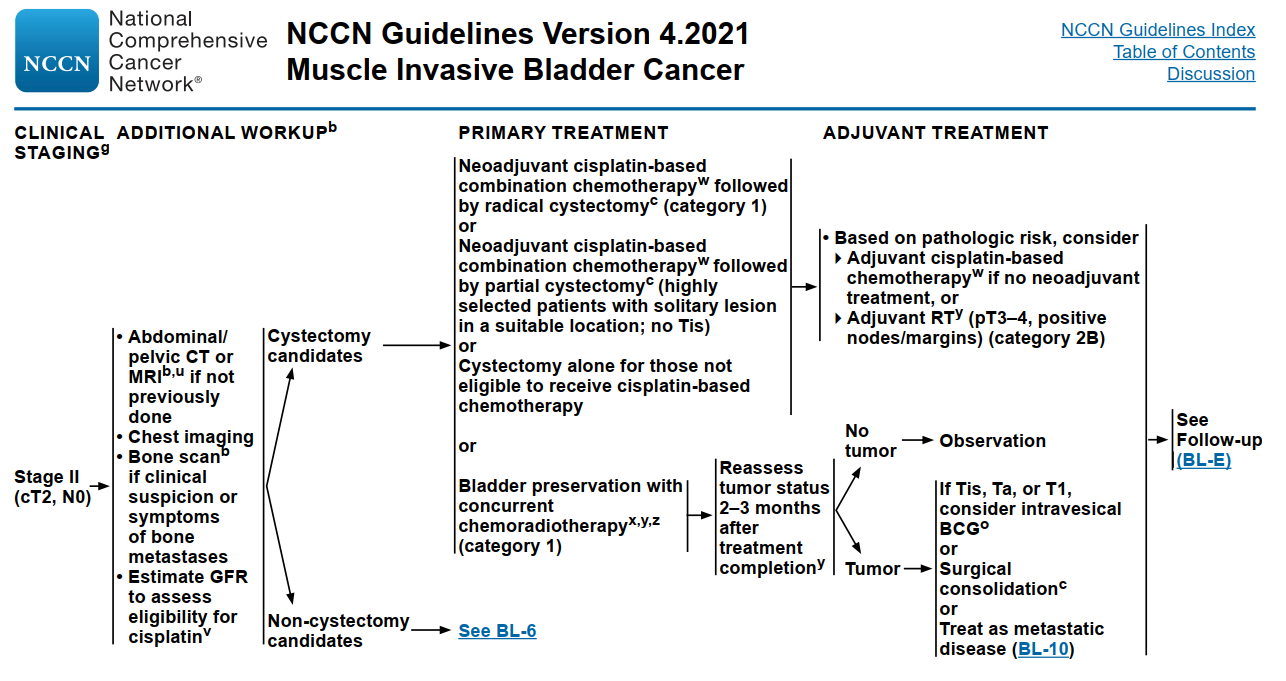 National
Comprehensive
Cancer
Network®
NCCN
NCCN Guidelines Version 4.2021
Muscle Invasive Bladder Cancer
NCCN Guidelines Index
Table of Contents
Discussion
CLINICAL
STAGINGg
ADDITIONAL WORKUPb
PRIMARY TREATMENT
ADJUVANT TREATMENT
Stage II
(cT2, N0)
• Abdominal/
pelvic CT or
MRIb,u if not
previously
done
• Chest imaging
• Bone scanb
if clinical
suspicion or
symptoms
of bone
metastases
• Estimate GFR
to assess
eligibility for
cisplatinv
Cystectomy
candidates
Non-cystectomy
candidates
Neoadjuvant cisplatin-based
combination chemotherapyw followed
by radical cystectomyc (category 1)
or
Neoadjuvant cisplatin-based
combination chemotherapyw followed
by partial cystectomyc (highly
selected patients with solitary lesion
in a suitable location; no Tis)
or
Cystectomy alone for those not
eligible to receive cisplatin-based
chemotherapy
or
Bladder preservation with
concurrent
chemoradiotherapyx,y,z
(category 1)
See BL-6
Reassess
tumor status
2–3 months
after
treatment
completiony
• Based on pathologic risk, consider
Adjuvant cisplatin-based
chemotherapyw if no neoadjuvant
treatment, or
Adjuvant RTy (pT3–4, positive
nodes/margins) (category 2B)
No
tumor
Observation
Tumor
If Tis, Ta, or T1,
consider intravesical
BCGo
or
Surgical
consolidationc
or
Treat as metastatic
disease (BL-10)
See
Follow-up
(BL-E)